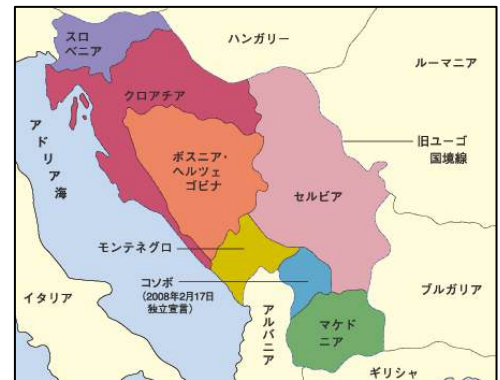 スロ
ベニア
ハンガリー
ルーマニア
クロアチア
アドリア海
ボスニア・
ヘルツェ
ゴビナ
旧ユーゴ
国境線
セルビア
モンテネグロ
コソボ
(2008年2月17日
独立宣言)
イタリア
アルバニア
マケド
ニア
ブルガリア
ギリシャ